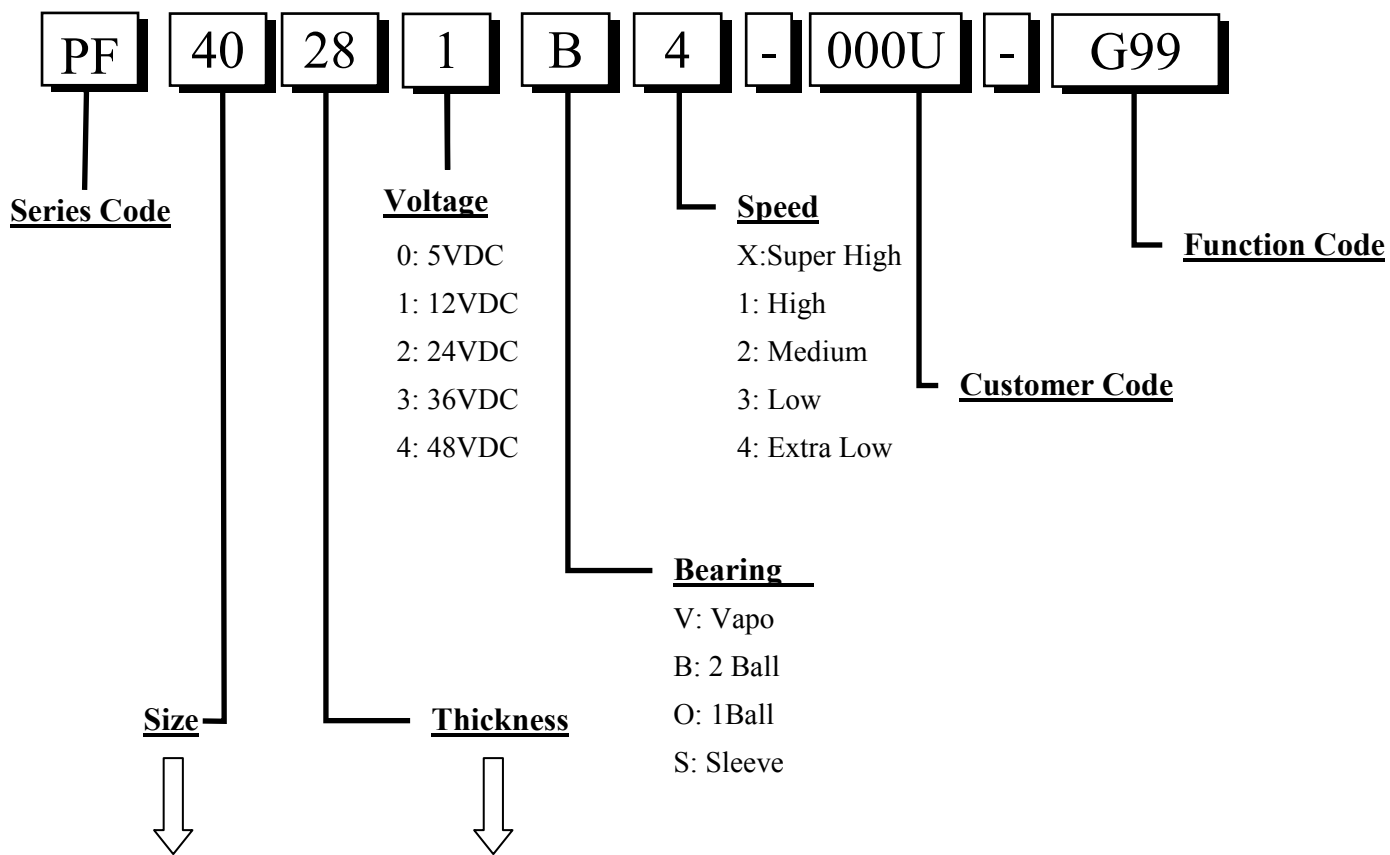 PF 40 28 1 B 4 - 000U - G99
Series Code
Voltage
0: 5VDC
1: 12VDC
2: 24VDC
3: 36VDC
4: 48VDC
Speed
X:Super High
1: High
2: Medium
3: Low
4: Extra Low
Function Code
Customer Code
Bearing
V: Vapo
B: 2 Ball
O: 1Ball
S: Sleeve
Size
Thickness